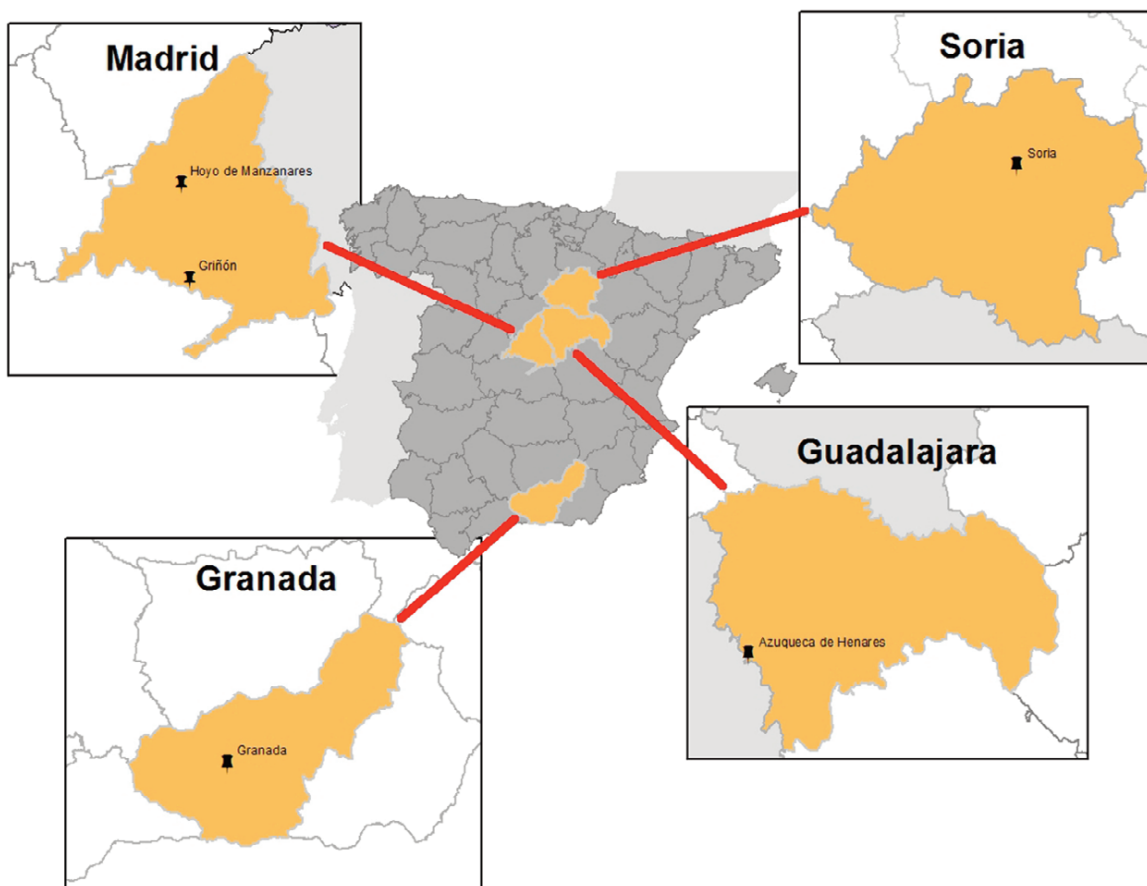 Madrid
Hoyo de Manzanares
Griñón
Soria
Soria
Guadalajara
Azuqueca de Henares
Granada
Granada